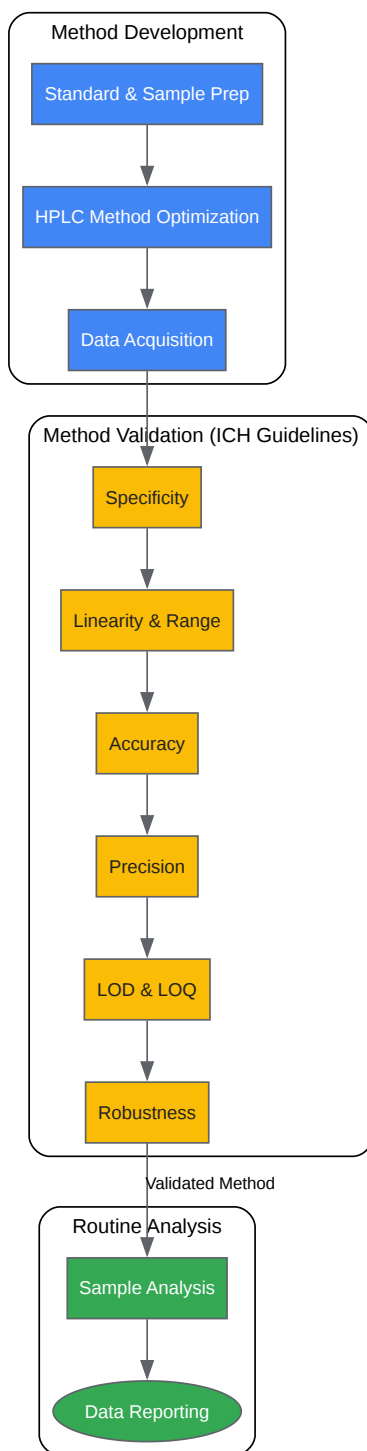 Method Development
Standard & Sample Prep
HPLC Method Optimization
Data Acquisition
Method Validation (ICH Guidelines)
Specificity
Linearity & Range
Accuracy
Precision
LOD & LOQ
Robustness
Validated Method
Routine Analysis
Sample Analysis
Data Reporting